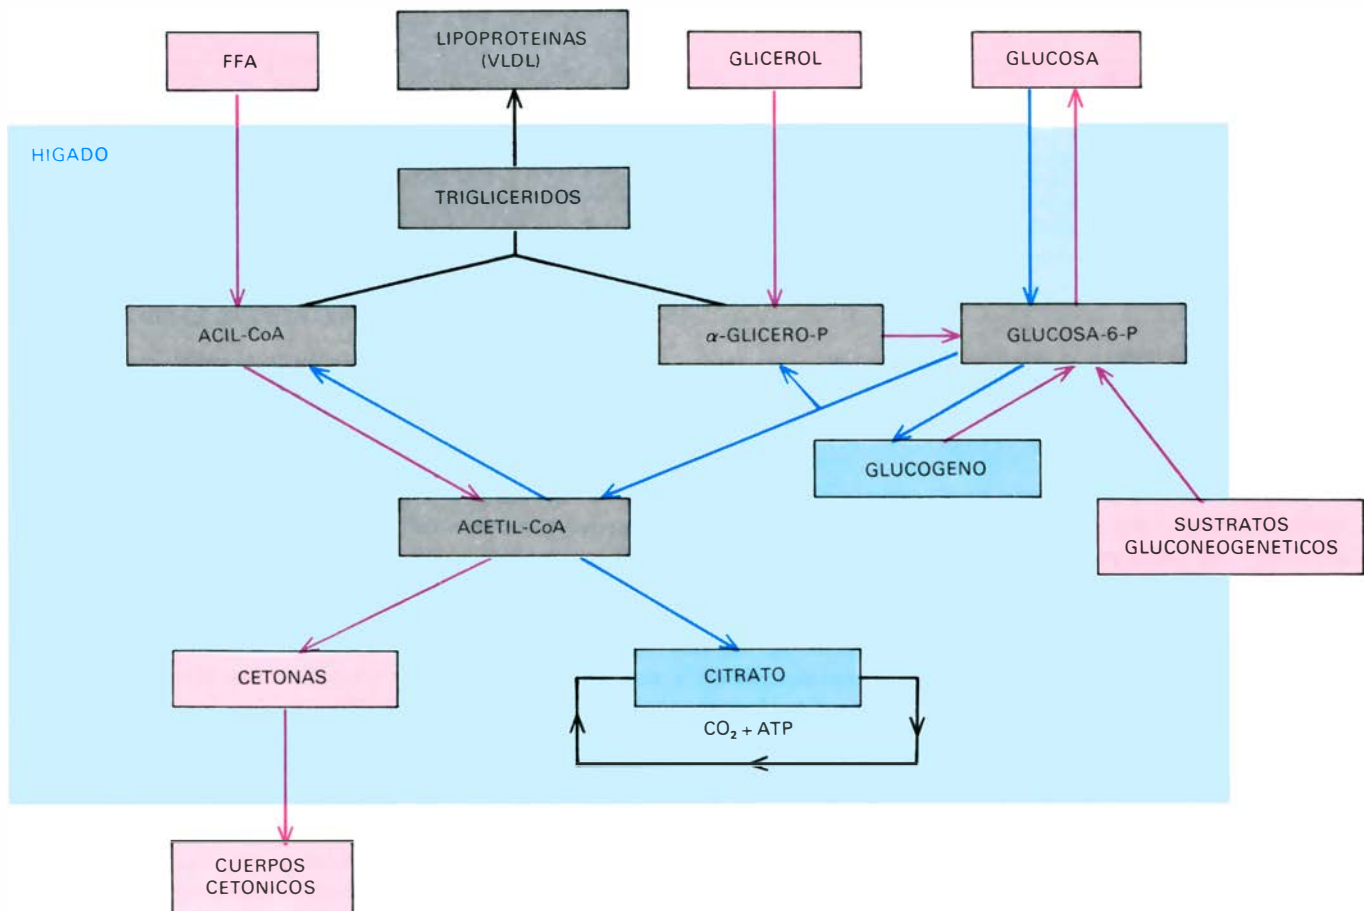 FFA
LIPOPROTEINAS
(VLDL)
GLICEROL
GLUCOSA
HIGADO
TRIGLICERIDOS
ACIL-CoA
α-GLICERO-P
GLUCOSA-6-P
GLUCOGENO
ACETIL-CoA
SUSTRATOS
GLUCONEOGENETICOS
CETONAS
CITRATO
CO₂ + ATP
CUERPOS
CETONICOS